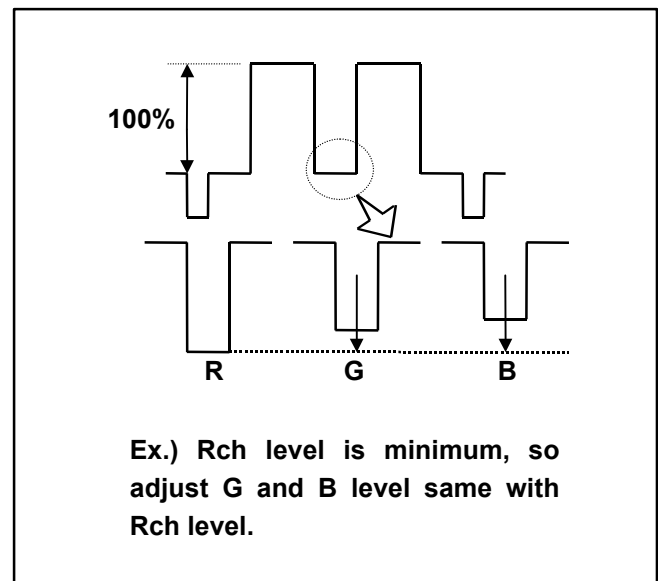 100%
R G B
Ex.) Rch level is minimum, so
adjust G and B level same with
Rch level.